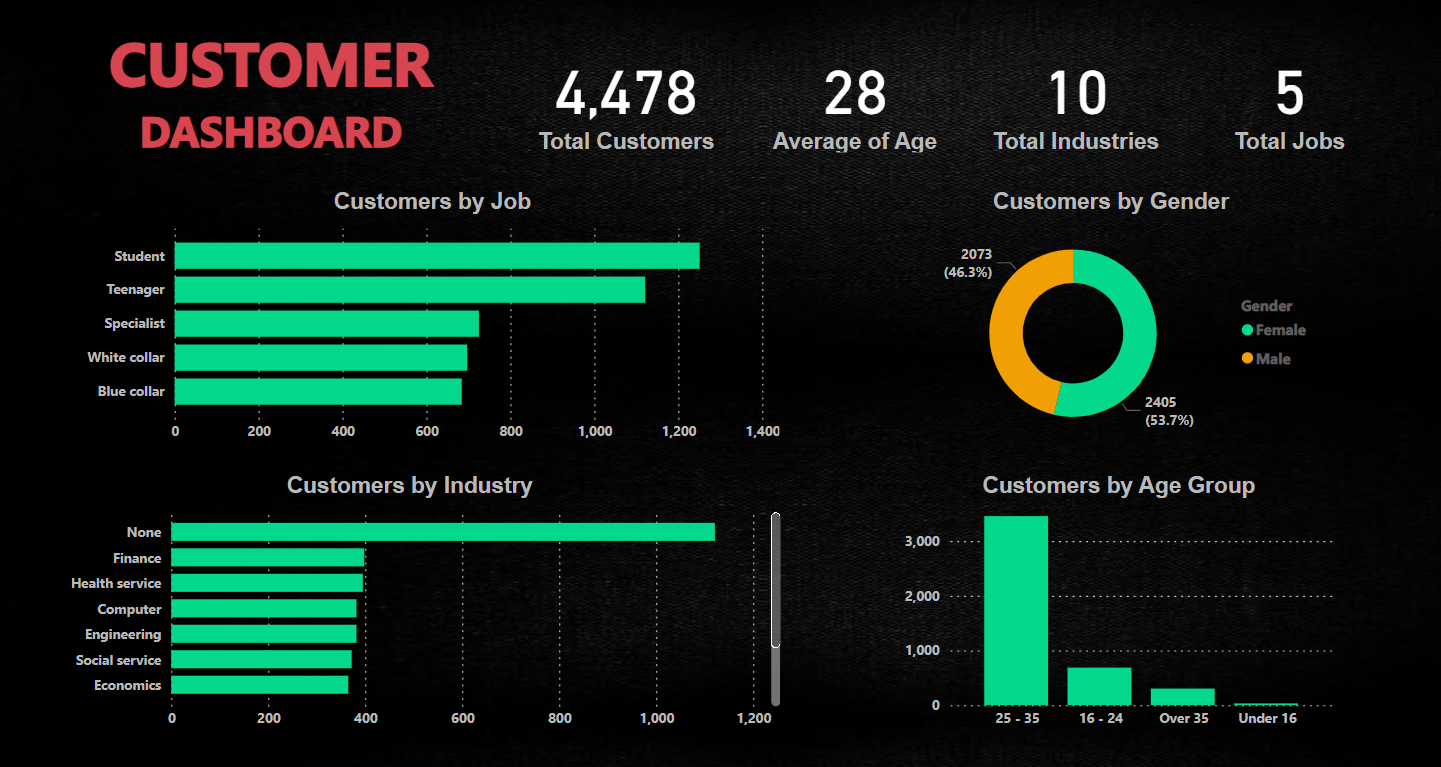 CUSTOMER
DASHBOARD
4,478
Total Customers
28
Average of Age
10
Total Industries
5
Total Jobs
Customers by Job
Student
Teenager
Specialist
White collar
Blue collar
0 200 400 600 800 1,000 1,200 1,400
Customers by Gender
2073
(46.3%)
2405
(53.7%)
Gender
Female
Male
Customers by Industry
None
Finance
Health service
Computer
Engineering
Social service
Economics
0 200 400 600 800 1,000 1,200
Customers by Age Group
3,000
2,000
1,000
0
25 - 35 16 - 24 Over 35 Under 16